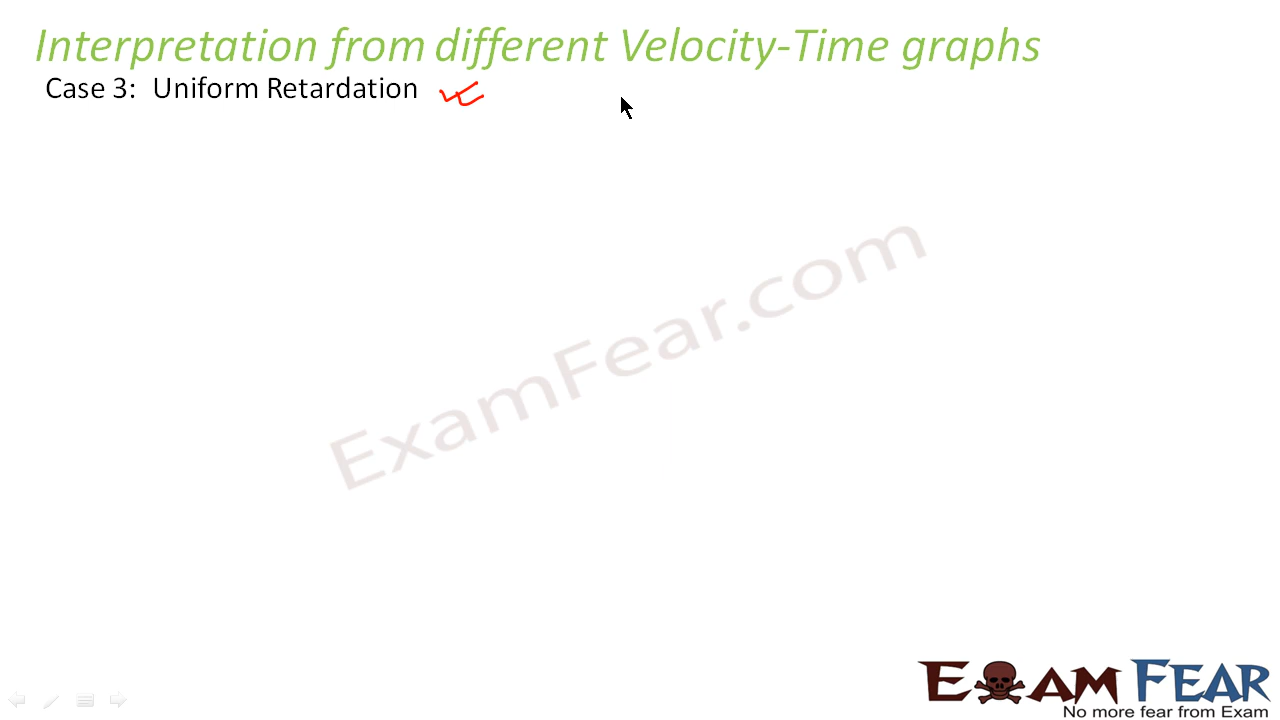 Interpretation from different Velocity-Time graphs
Case 3: Uniform Retardation
ExamFear.com
EXAM FEAR
No more fear from Exam